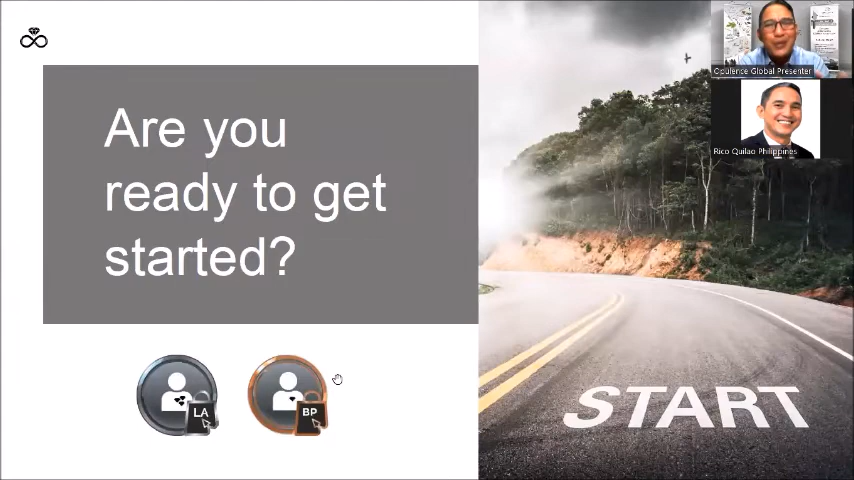 Are you
ready to get
started?
LA
BP
START
Opulence Global Presenter
Rico Quilao Philippines